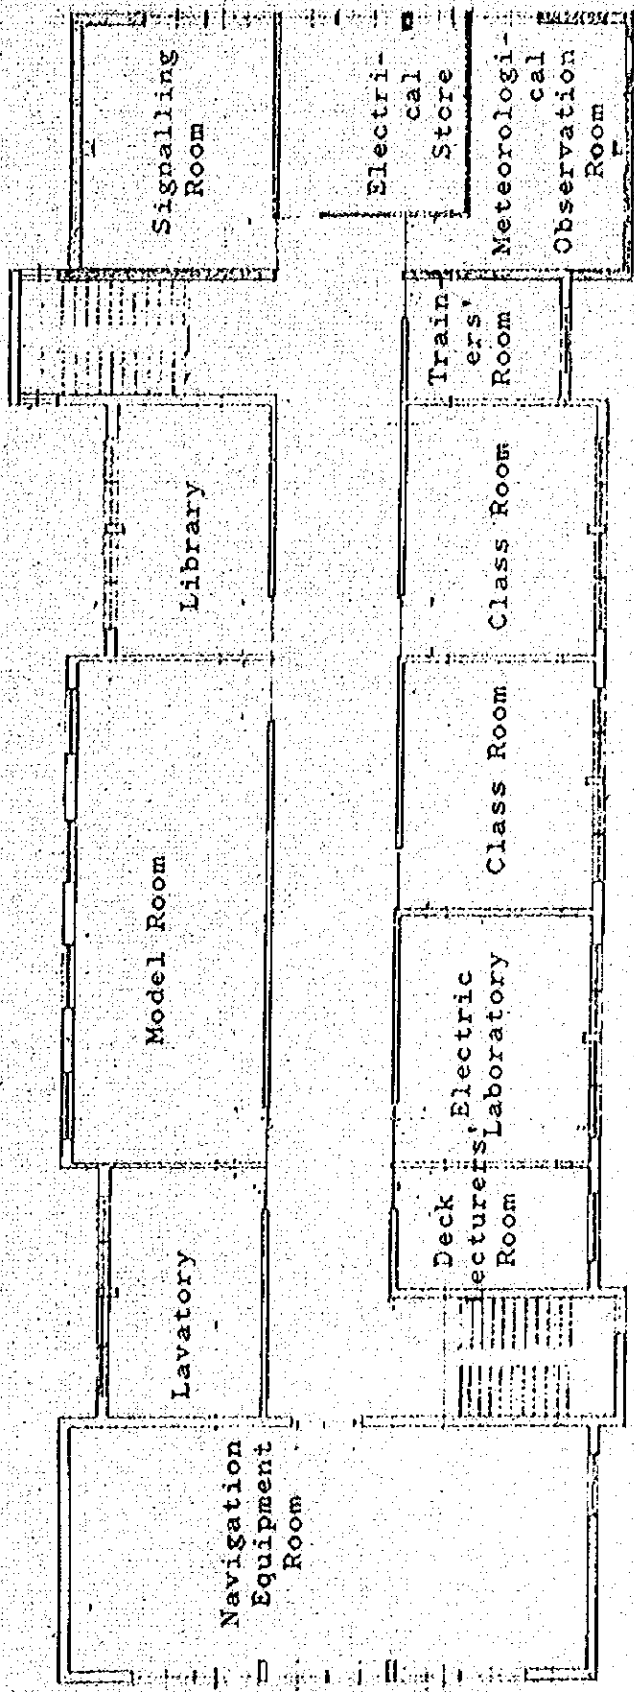 Signalling
Room
Electri-
cal
Store
Meteorologi-
cal
Observation
Room
Library
Train-
ers'
Room
Class Room
Model Room
Class Room
Electric
Laboratory
Lavatory
Deck
Lecturers'
Room
Navigation
Equipment
Room